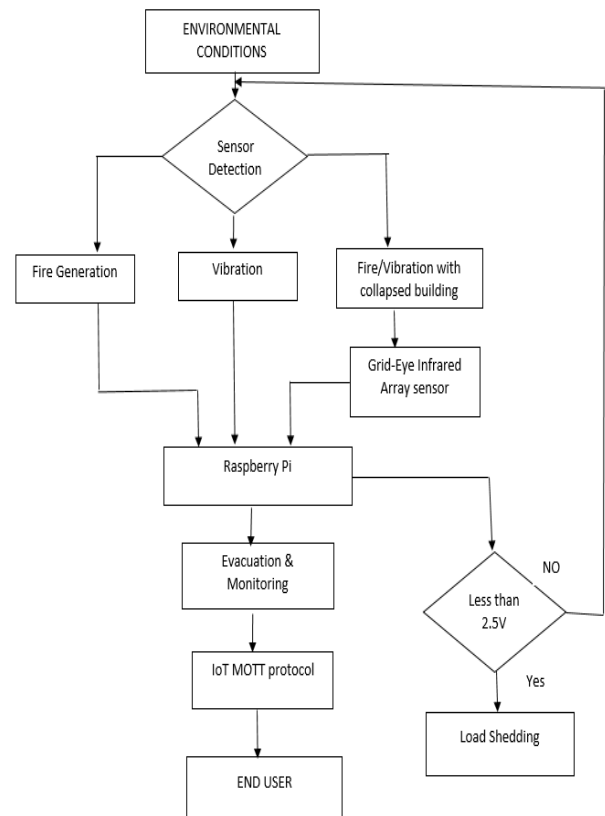 ENVIRONMENTAL
CONDITIONS
Sensor
Detection
Fire Generation
Vibration
Fire/Vibration with
collapsed building
Grid-Eye Infrared
Array sensor
Raspberry Pi
Evacuation &
Monitoring
NO
Less than
2.5V
IoT MOTT protocol
Yes
Load Shedding
END USER